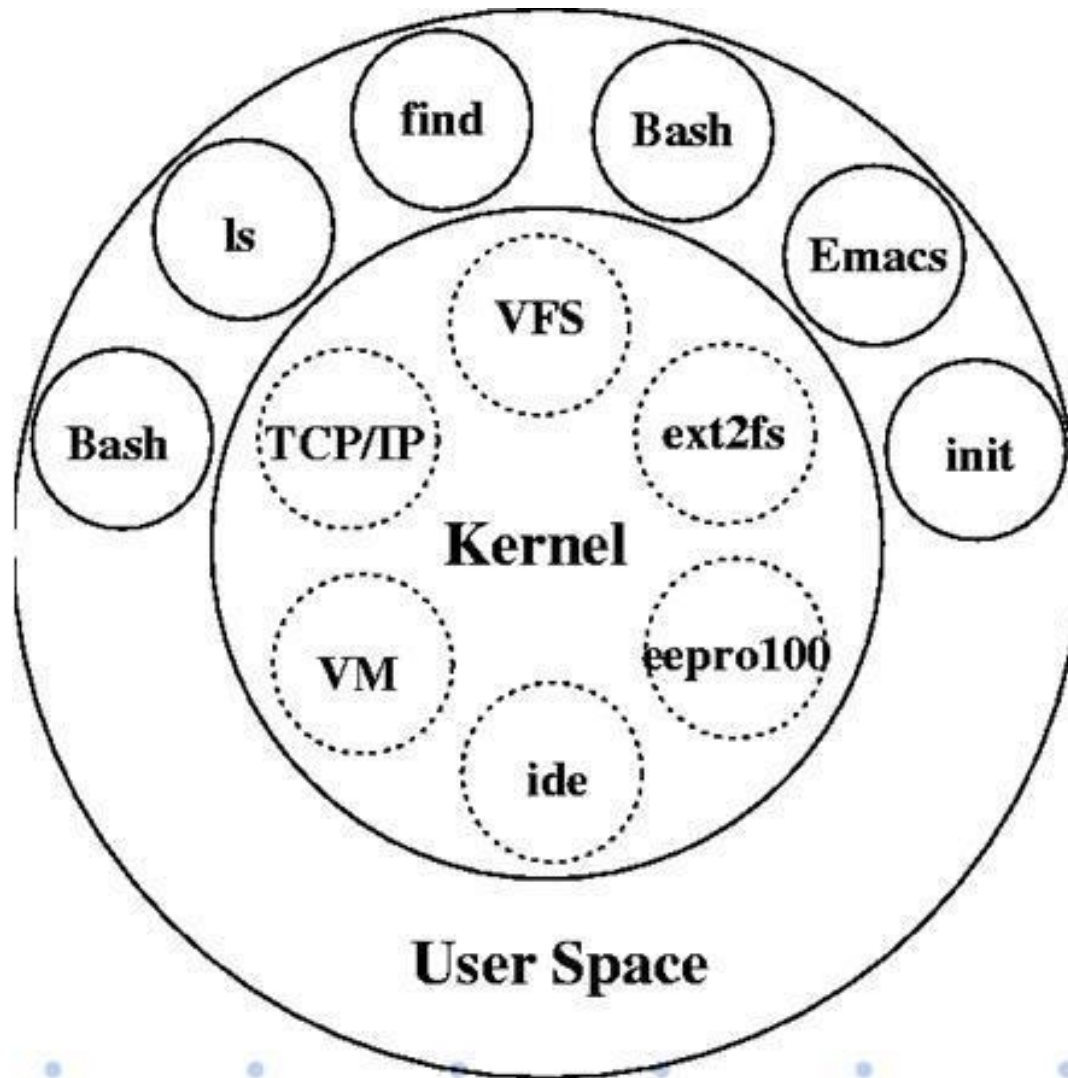 find
Bash
ls
Emacs
VFS
Bash
TCP/IP
ext2fs
init
Kernel
VM
eepro100
ide
User Space